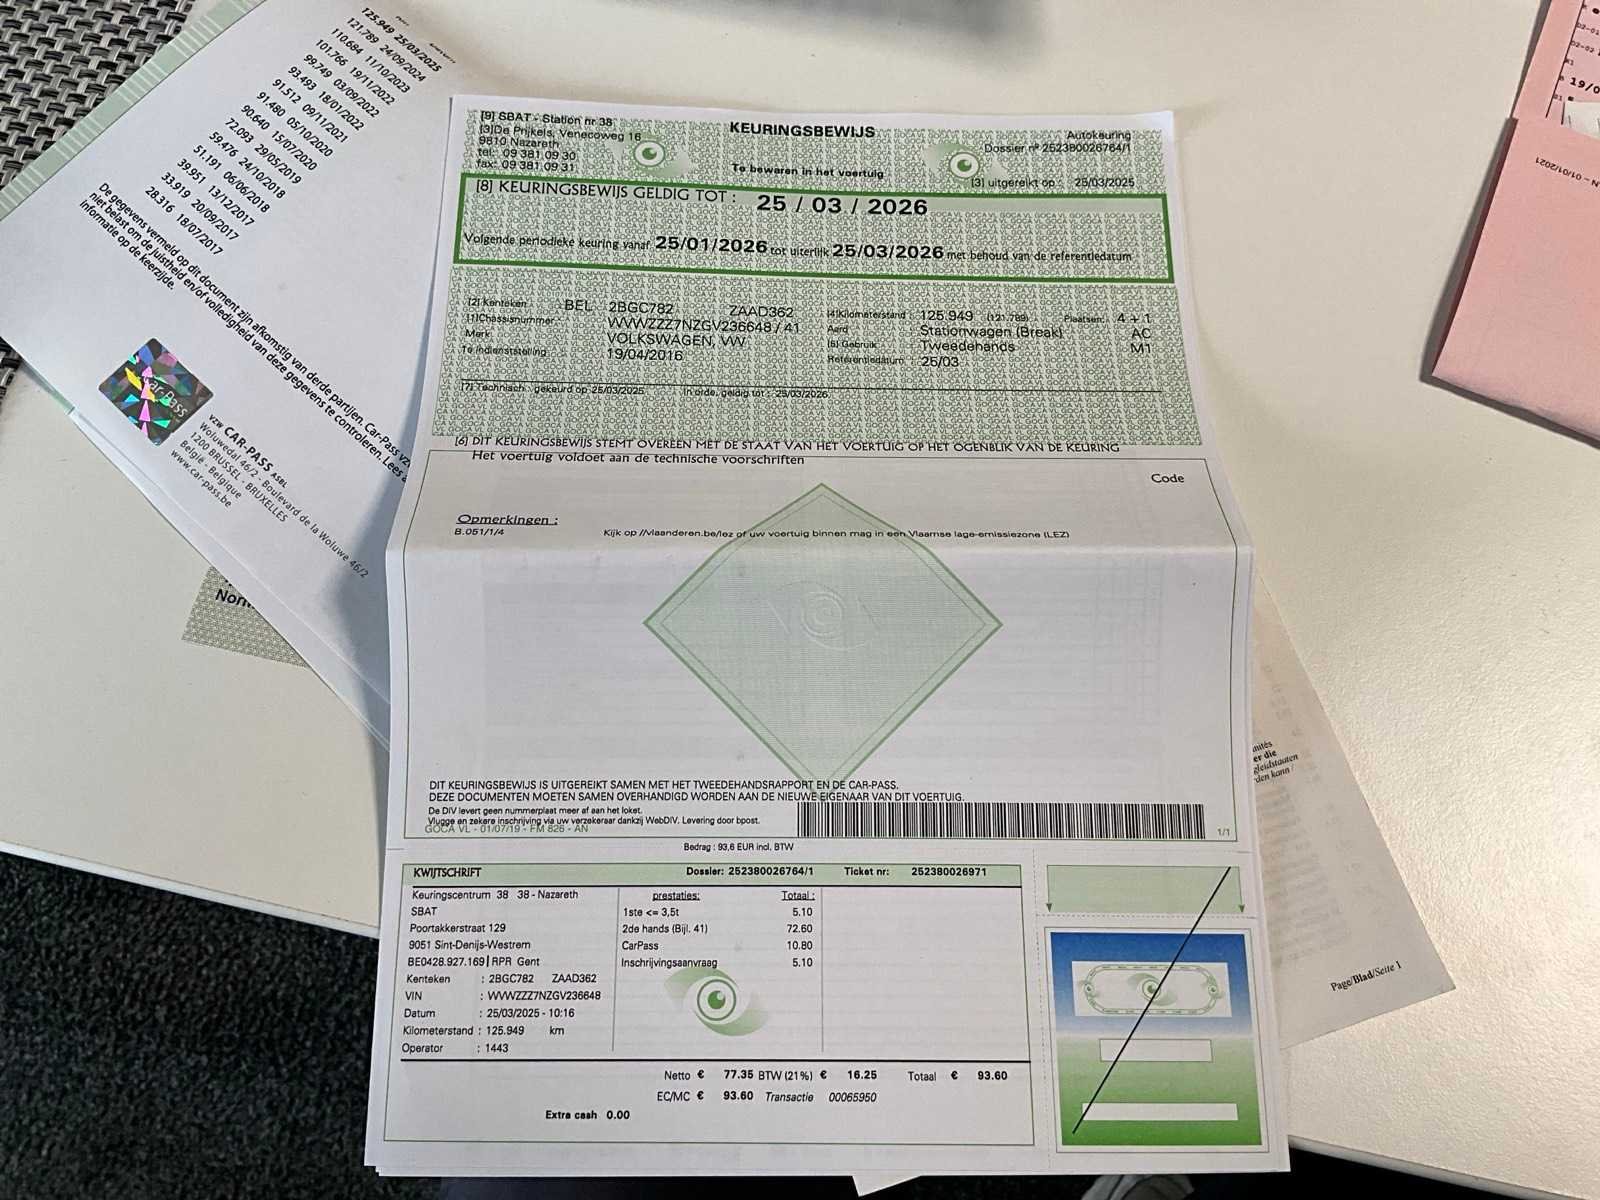 125.949 25/03/2025
121.789 24/09/2024
110.684 11/10/2023
101.766 19/11/2022
99.749 03/09/2022
93.493 18/01/2022
91.512 09/11/2021
91.480 05/10/2020
90.640 15/07/2020
72.093 29/05/2019
59.476 24/10/2018
51.191 06/06/2018
39.951 13/12/2017
33.919 20/09/2017
28.316 18/07/2017
De gegevens vermeld op dit document zijn afkomstig van derde partijen. Car-Pass vz
niet belast om de juistheid en/of volledigheid van deze gegevens te controleren. Lees
informatie op de keerzijde.
car-Pass
vzw CAR-PASS ASBL
Woluwedal 46/2 - Boulevard de la Woluwe 46/2
1200 BRUSSEL - BRUXELLES
België - Belgique
www.car-pass.be
Norm
[9] SBAT - Station nr 38
[3]De Prijkels, Venecoweg 16
9810 Nazareth
tel: 09 381 09 30
fax: 09 381 09 31
KEURINGSBEWIJS
Te bewaren in het voertuig
Autokeuring
Dossier nº 252380026764/1
[3] uitgereikt op : 25/03/2025
[8] KEURINGSBEWIJS GELDIG TOT : 25 / 03 / 2026
Volgende periodieke keuring vanaf 25/01/2026 tot uiterlijk 25/03/2026 met behoud van de referentiedatum
[2] Kenteken : BEL 2BGC782 ZAAD362
[1]Chassisnummer : WVWZZZ7NZGV236648 / 41
Merk : VOLKSWAGEN, VW
Te indienststelling : 19/04/2016
[4]Kilometerstand : 125.949 (121.789) Plaatsen : 4 + 1
Aard : Stationwagen (Break) AC
[5] Gebruik : Tweedehands M1
Referentiedatum : 25/03
[7] Technisch : gekeurd op 25/03/2025 In orde, geldig tot : 25/03/2026
[6] DIT KEURINGSBEWIJS STEMT OVEREEN MET DE STAAT VAN HET VOERTUIG OP HET OGENBLIK VAN DE KEURING
Het voertuig voldoet aan de technische voorschriften
Code
Opmerkingen :
B.051/1/4 Kijk op //vlaanderen.be/lez of uw voertuig binnen mag in een Vlaamse lage-emissiezone (LEZ)
DIT KEURINGSBEWIJS IS UITGEREIKT SAMEN MET HET TWEEDEHANDSRAPPORT EN DE CAR-PASS.
DEZE DOCUMENTEN MOETEN SAMEN OVERHANDIGD WORDEN AAN DE NIEUWE EIGENAAR VAN DIT VOERTUIG.
De DIV levert geen nummerplaat meer af aan het loket.
Vlugge en zekere inschrijving via uw verzekeraar dankzij WebDIV. Levering door bpost.
GOCA VL - 01/07/19 - FM 826 - AN
1/1
Bedrag : 93,6 EUR incl. BTW
KWIJTSCHRIFT Dossier: 252380026764/1 Ticket nr: 252380026971
Keuringscentrum 38 38 - Nazareth
SBAT
Poortakkerstraat 129
9051 Sint-Denijs-Westrem
BE0428.927.169 | RPR Gent
Kenteken : 2BGC782 ZAAD362
VIN : WVWZZZ7NZGV236648
Datum : 25/03/2025 - 10:16
Kilometerstand : 125.949 km
Operator : 1443
prestaties: Totaal :
1ste <= 3,5t 5.10
2de hands (Bijl. 41) 72.60
CarPass 10.80
Inschrijvingsaanvraag 5.10
Netto € 77.35 BTW (21%) € 16.25 Totaal € 93.60
EC/MC € 93.60 Transactie 00065950
Extra cash 0.00
nités
er die
gleidstaaten
den kann /
Page/Blad/Seite 1
D2-01
D2-02
19/0
N - 01/01/2021